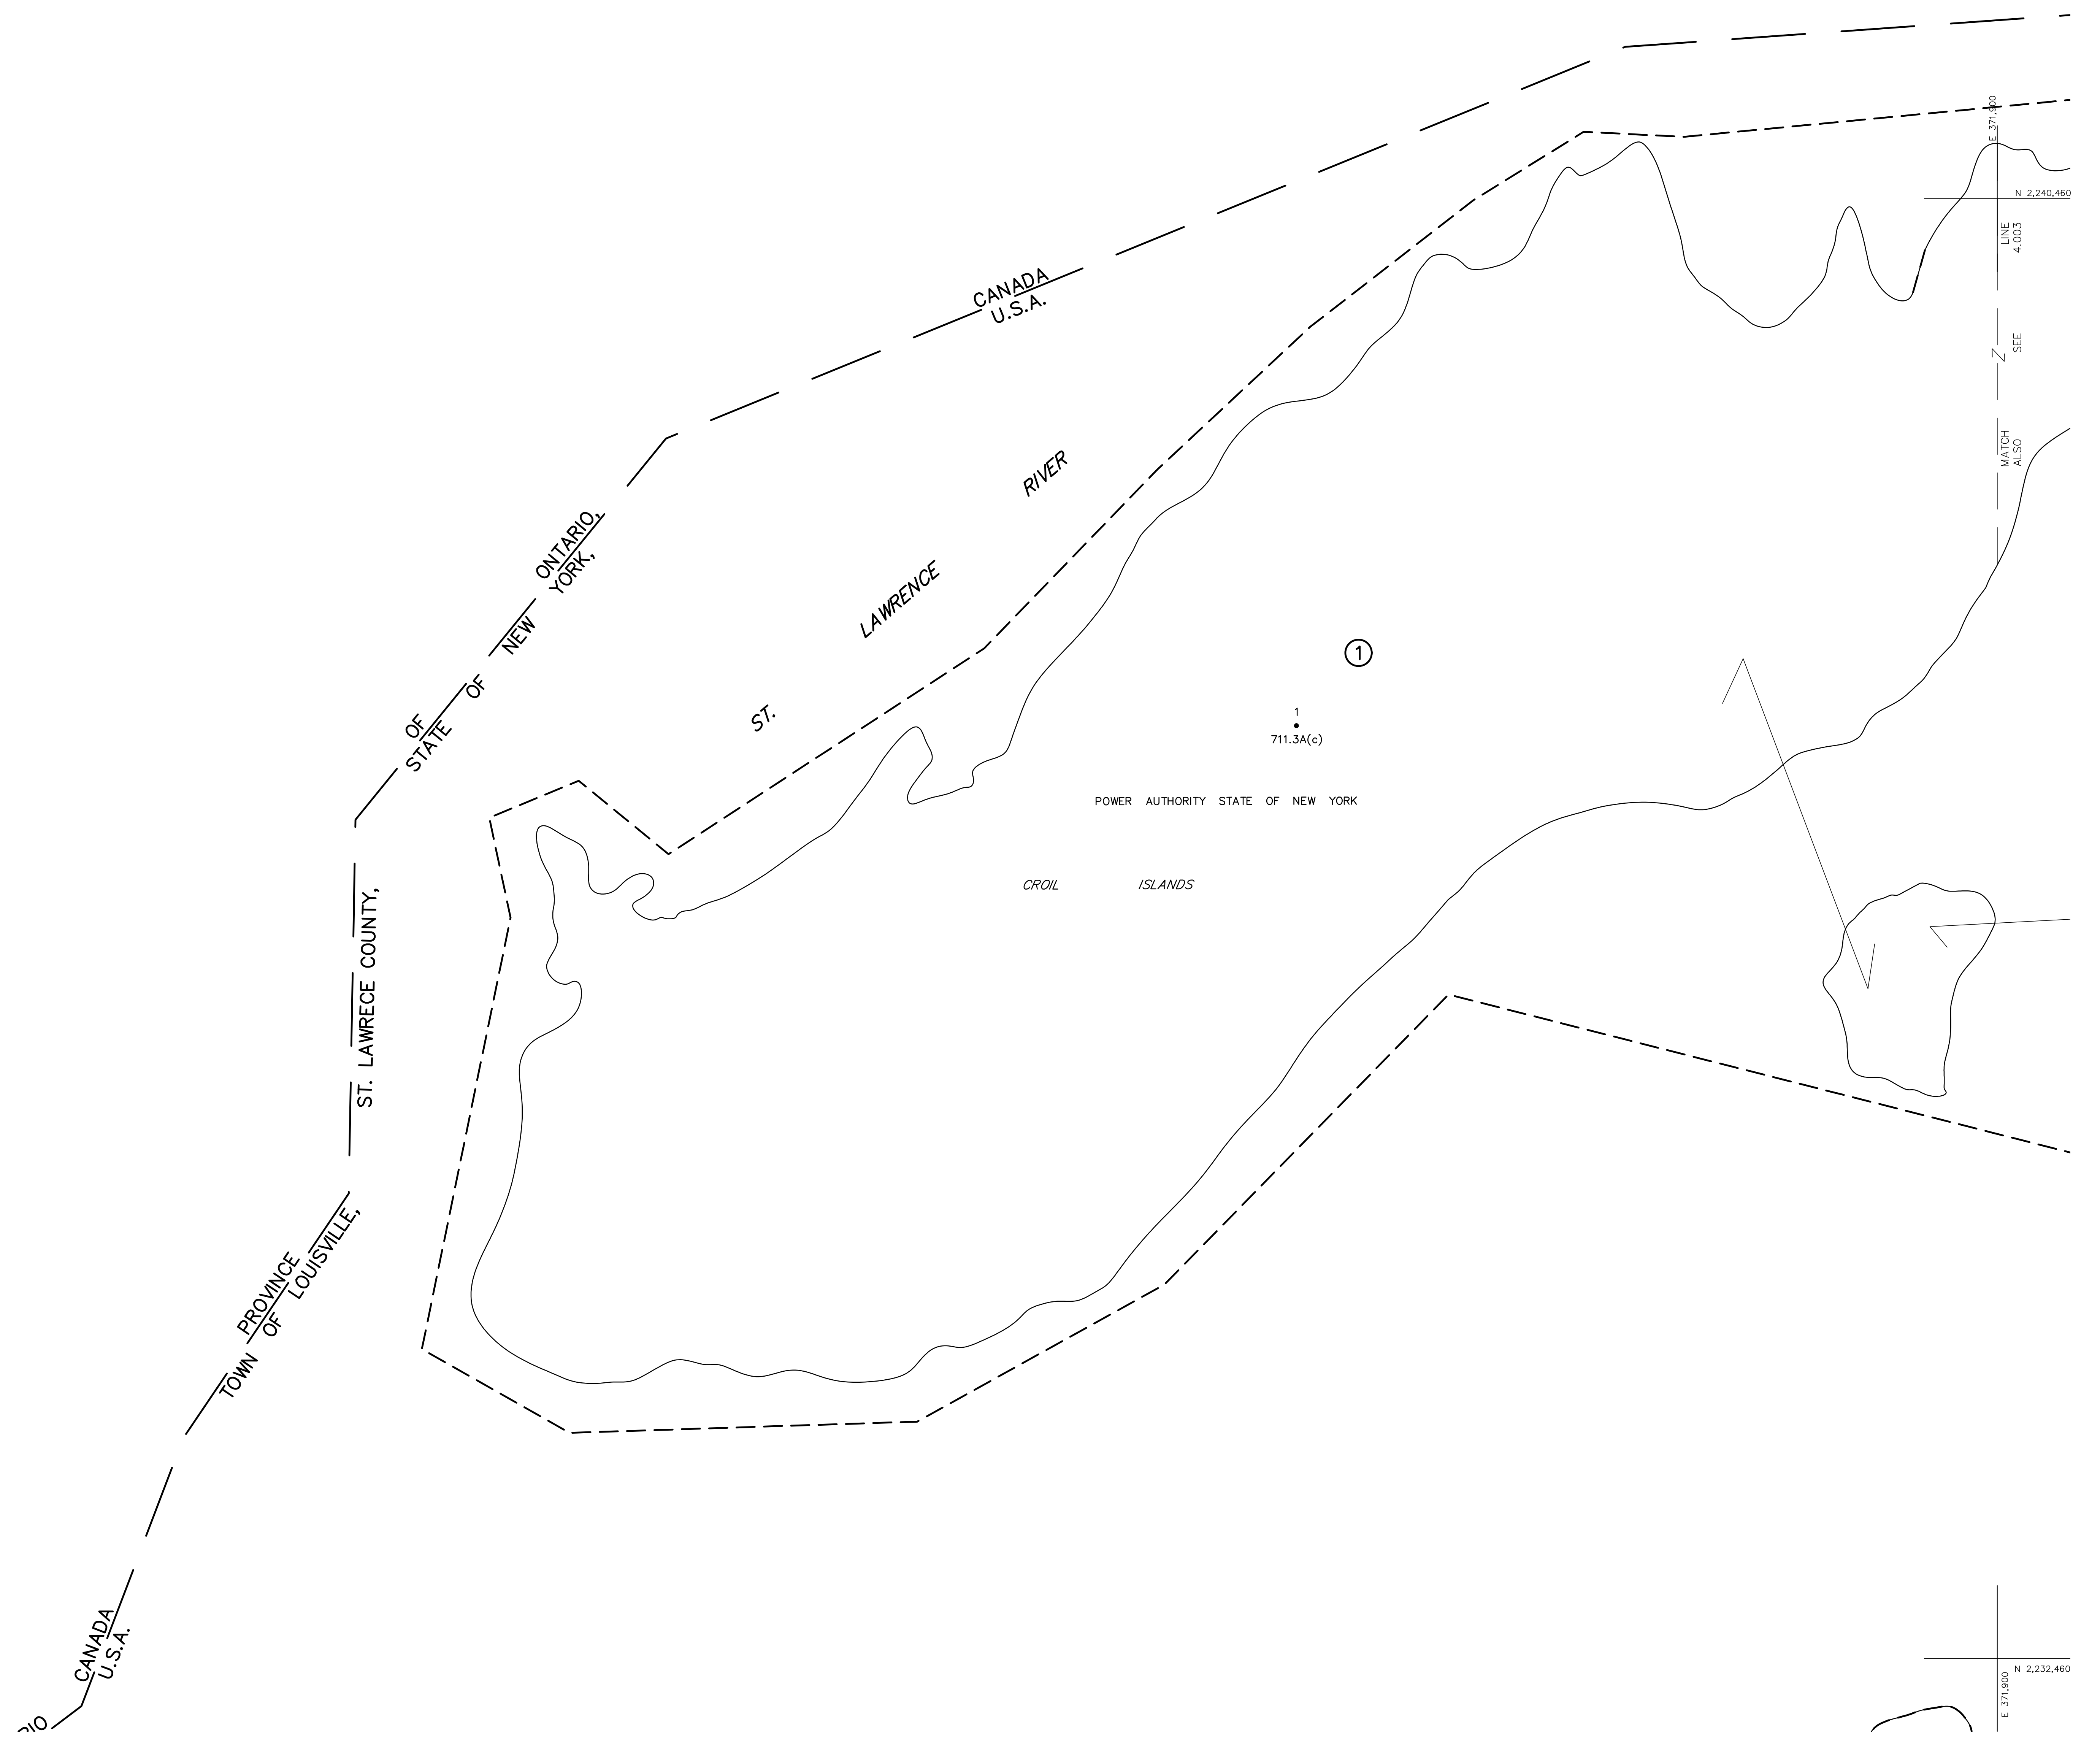 E 371,900
N 2,240,460
LINE
4.003
SEE
MATCH
ALSO
CANADA
U.S.A.
PROVINCE OF ONTARIO,
TOWN OF LOUISVILLE, ST. LAWRECE COUNTY, STATE OF NEW YORK,
ST. LAWRENCE RIVER
1
1
711.3A(c)
POWER AUTHORITY STATE OF NEW YORK
CROIL ISLANDS
CANADA
U.S.A.
N 2,232,460
E 371,900